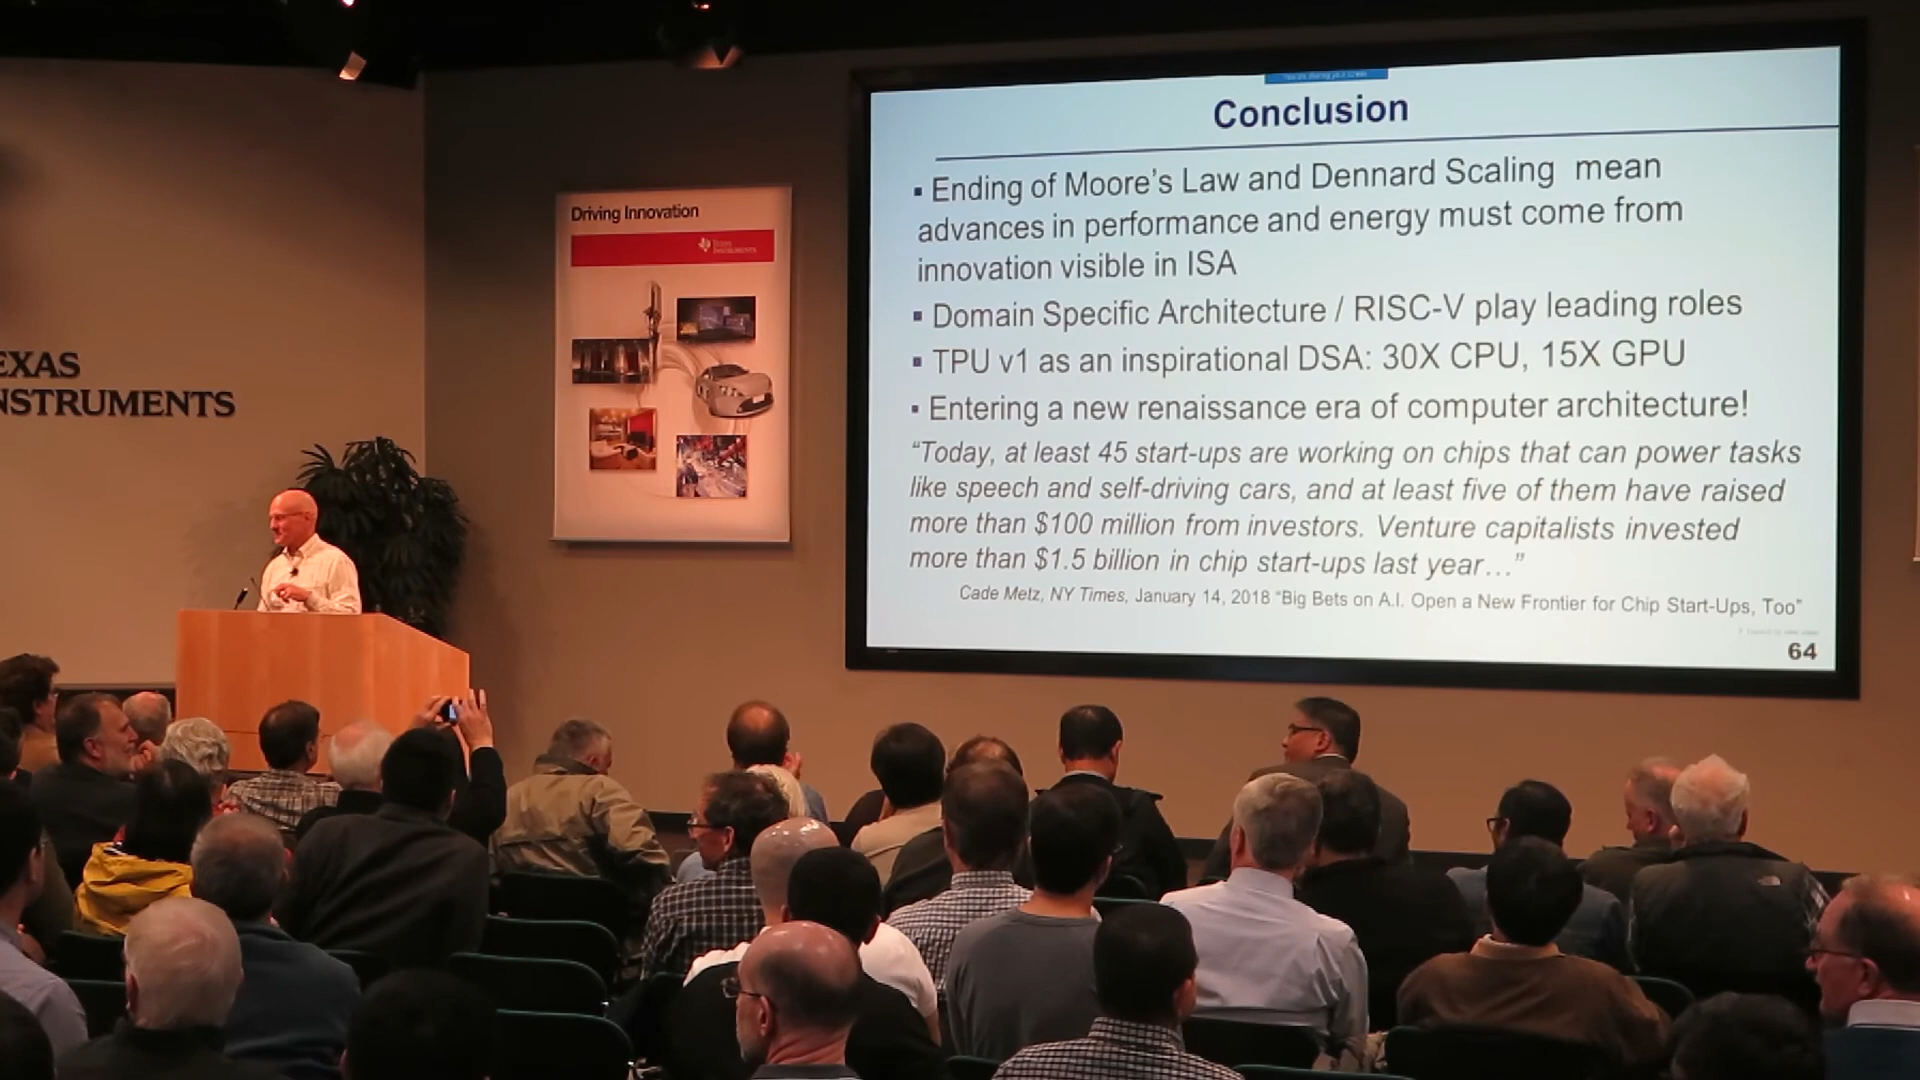 EXAS
NSTRUMENTS
Driving Innovation
TEXAS
INSTRUMENTS
Conclusion
▪ Ending of Moore's Law and Dennard Scaling mean
advances in performance and energy must come from
innovation visible in ISA
▪ Domain Specific Architecture / RISC-V play leading roles
▪ TPU v1 as an inspirational DSA: 30X CPU, 15X GPU
▪ Entering a new renaissance era of computer architecture!
“Today, at least 45 start-ups are working on chips that can power tasks
like speech and self-driving cars, and at least five of them have raised
more than $100 million from investors. Venture capitalists invested
more than $1.5 billion in chip start-ups last year…”
Cade Metz, NY Times, January 14, 2018 “Big Bets on A.I. Open a New Frontier for Chip Start-Ups, Too”
64